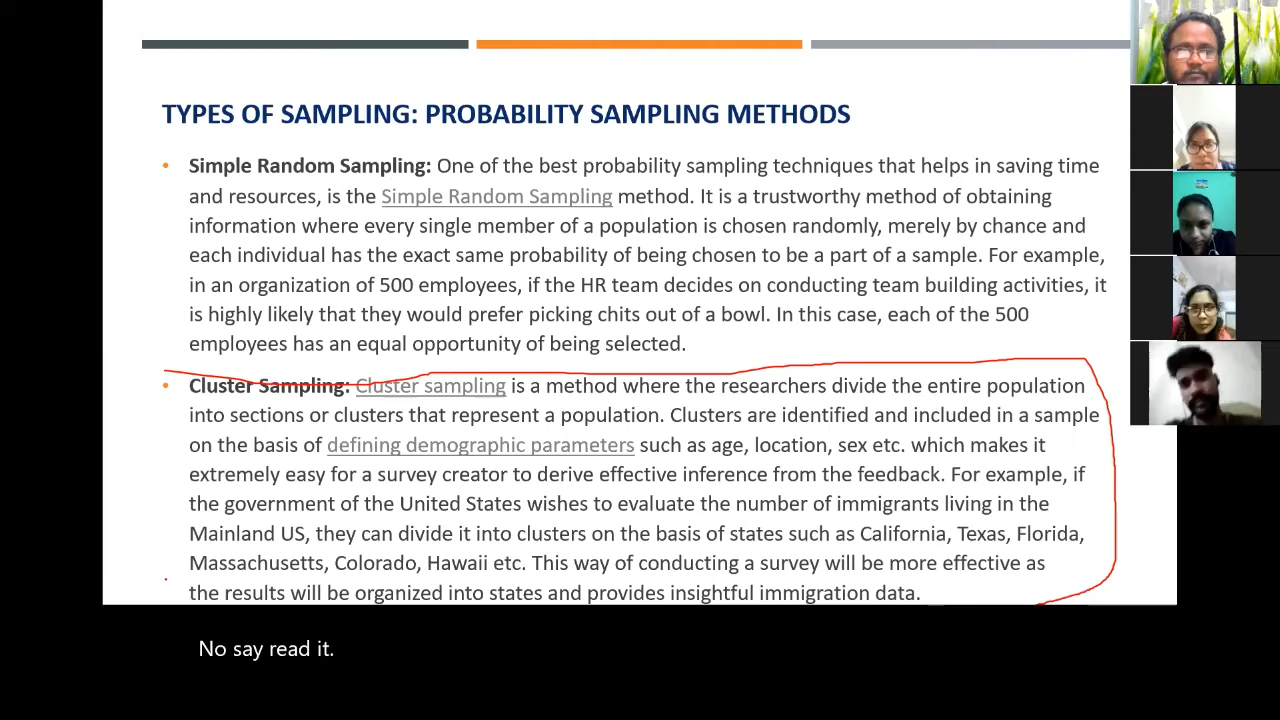 TYPES OF SAMPLING: PROBABILITY SAMPLING METHODS
• Simple Random Sampling: One of the best probability sampling techniques that helps in saving time
and resources, is the Simple Random Sampling method. It is a trustworthy method of obtaining
information where every single member of a population is chosen randomly, merely by chance and
each individual has the exact same probability of being chosen to be a part of a sample. For example,
in an organization of 500 employees, if the HR team decides on conducting team building activities, it
is highly likely that they would prefer picking chits out of a bowl. In this case, each of the 500
employees has an equal opportunity of being selected.
• Cluster Sampling: Cluster sampling is a method where the researchers divide the entire population
into sections or clusters that represent a population. Clusters are identified and included in a sample
on the basis of defining demographic parameters such as age, location, sex etc. which makes it
extremely easy for a survey creator to derive effective inference from the feedback. For example, if
the government of the United States wishes to evaluate the number of immigrants living in the
Mainland US, they can divide it into clusters on the basis of states such as California, Texas, Florida,
Massachusetts, Colorado, Hawaii etc. This way of conducting a survey will be more effective as
the results will be organized into states and provides insightful immigration data.
No say read it.